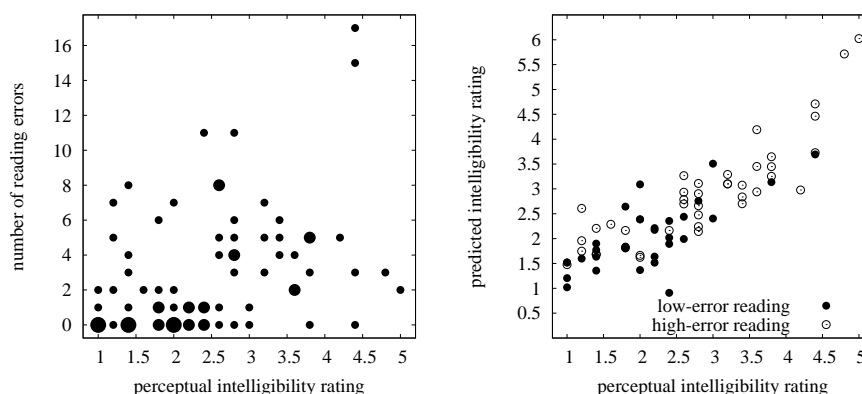 16
14
12
10
8
6
4
2
0
number of reading errors
1 1.5 2 2.5 3 3.5 4 4.5 5
perceptual intelligibility rating
6
5.5
5
4.5
4
3.5
3
2.5
2
1.5
1
0.5
predicted intelligibility rating
low-error reading
high-error reading
1 1.5 2 2.5 3 3.5 4 4.5 5
perceptual intelligibility rating